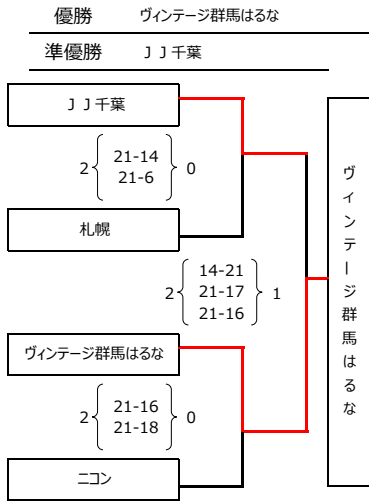 優勝 ヴィンテージ群馬はるな
準優勝 JJ千葉
JJ千葉
2 21-14 0
21-6
札幌
14-21
2 21-17 1
21-16
ヴィンテージ群馬はるな
2 21-16 0
21-18
ニコン
ヴィンテージ群馬はるな